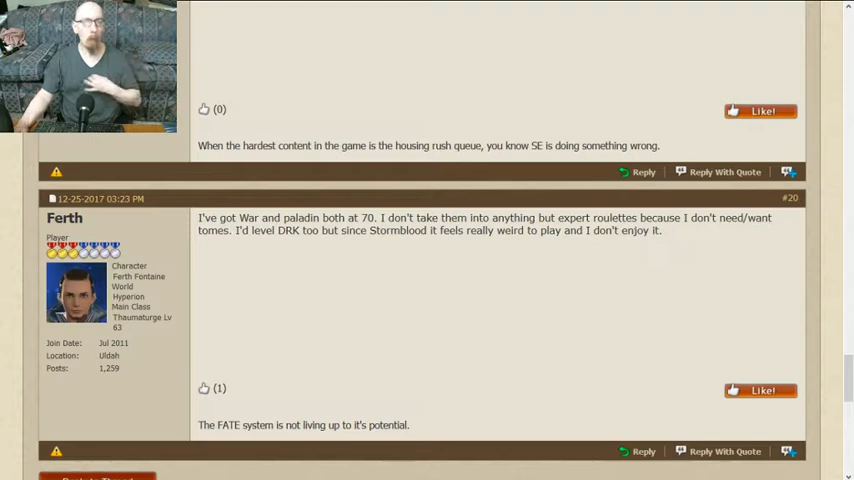 (0)
Like!
When the hardest content in the game is the housing rush queue, you know SE is doing something wrong.
Reply
Reply With Quote
12-25-2017 03:23 PM
#20
Ferth
Player
Character
Ferth Fontaine
World
Hyperion
Main Class
Thaumaturge Lv
63
Join Date: Jul 2011
Location: Uldah
Posts: 1,259
I've got War and paladin both at 70. I don't take them into anything but expert roulettes because I don't need/want
tomes. I'd level DRK too but since Stormblood it feels really weird to play and I don't enjoy it.
(1)
Like!
The FATE system is not living up to it's potential.
Reply
Reply With Quote
Reply to Thread